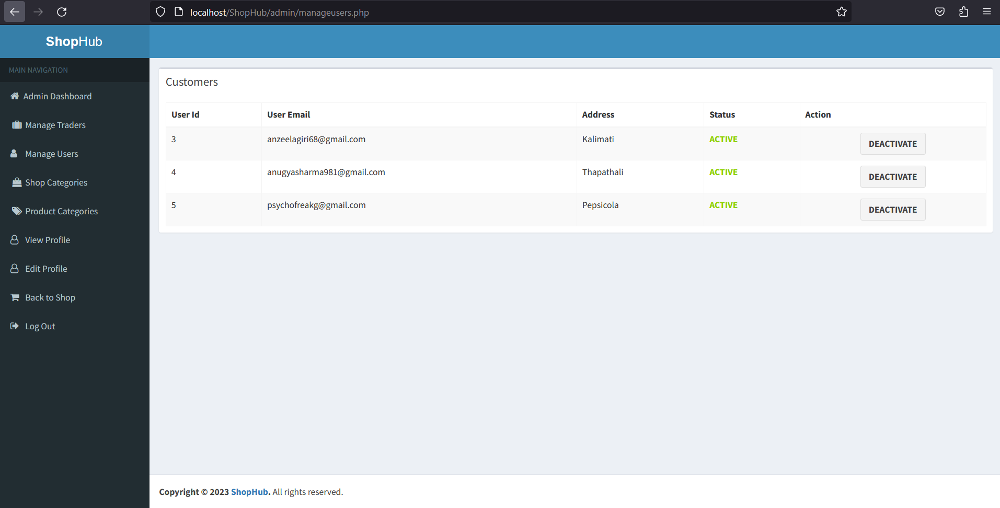 localhost/ShopHub/admin/manageusers.php
ShopHub
MAIN NAVIGATION
Admin Dashboard
Manage Traders
Manage Users
Shop Categories
Product Categories
View Profile
Edit Profile
Back to Shop
Log Out
Customers
User Id User Email Address Status Action
3 anzeelagiri68@gmail.com Kalimati ACTIVE DEACTIVATE
4 anugyasharma981@gmail.com Thapathali ACTIVE DEACTIVATE
5 psychofreakg@gmail.com Pepsicola ACTIVE DEACTIVATE
Copyright © 2023 ShopHub. All rights reserved.